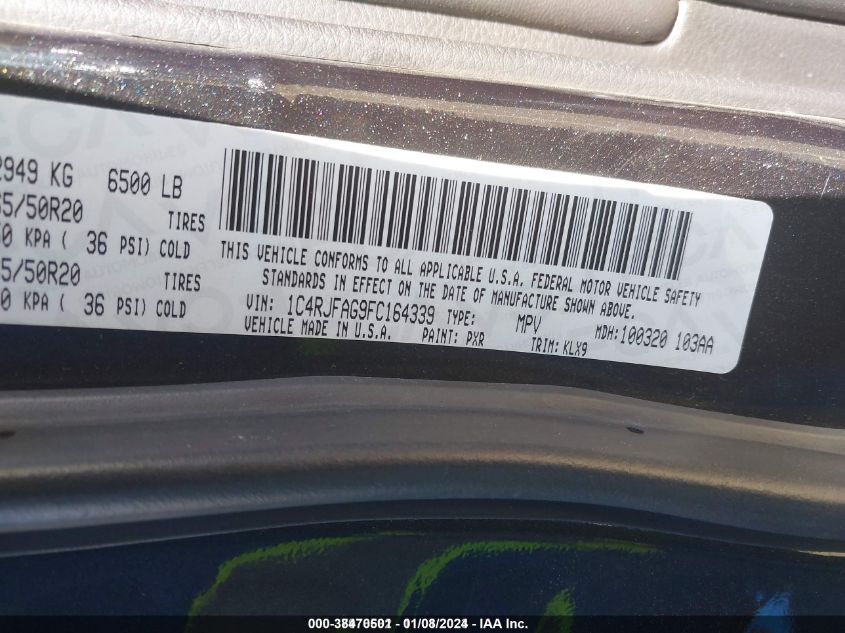 2949 KG 6500 LB
5/50R20 TIRES
0 KPA ( 36 PSI) COLD
5/50R20 TIRES
0 KPA ( 36 PSI) COLD
THIS VEHICLE CONFORMS TO ALL APPLICABLE U.S.A. FEDERAL MOTOR VEHICLE SAFETY
STANDARDS IN EFFECT ON THE DATE OF MANUFACTURE SHOWN ABOVE.
VIN: 1C4RJFAG9FC164339 TYPE: MPV MDH:100320 103AA
VEHICLE MADE IN U.S.A. PAINT: PXR TRIM: KLX9
01/08/2024 - IAA Inc.